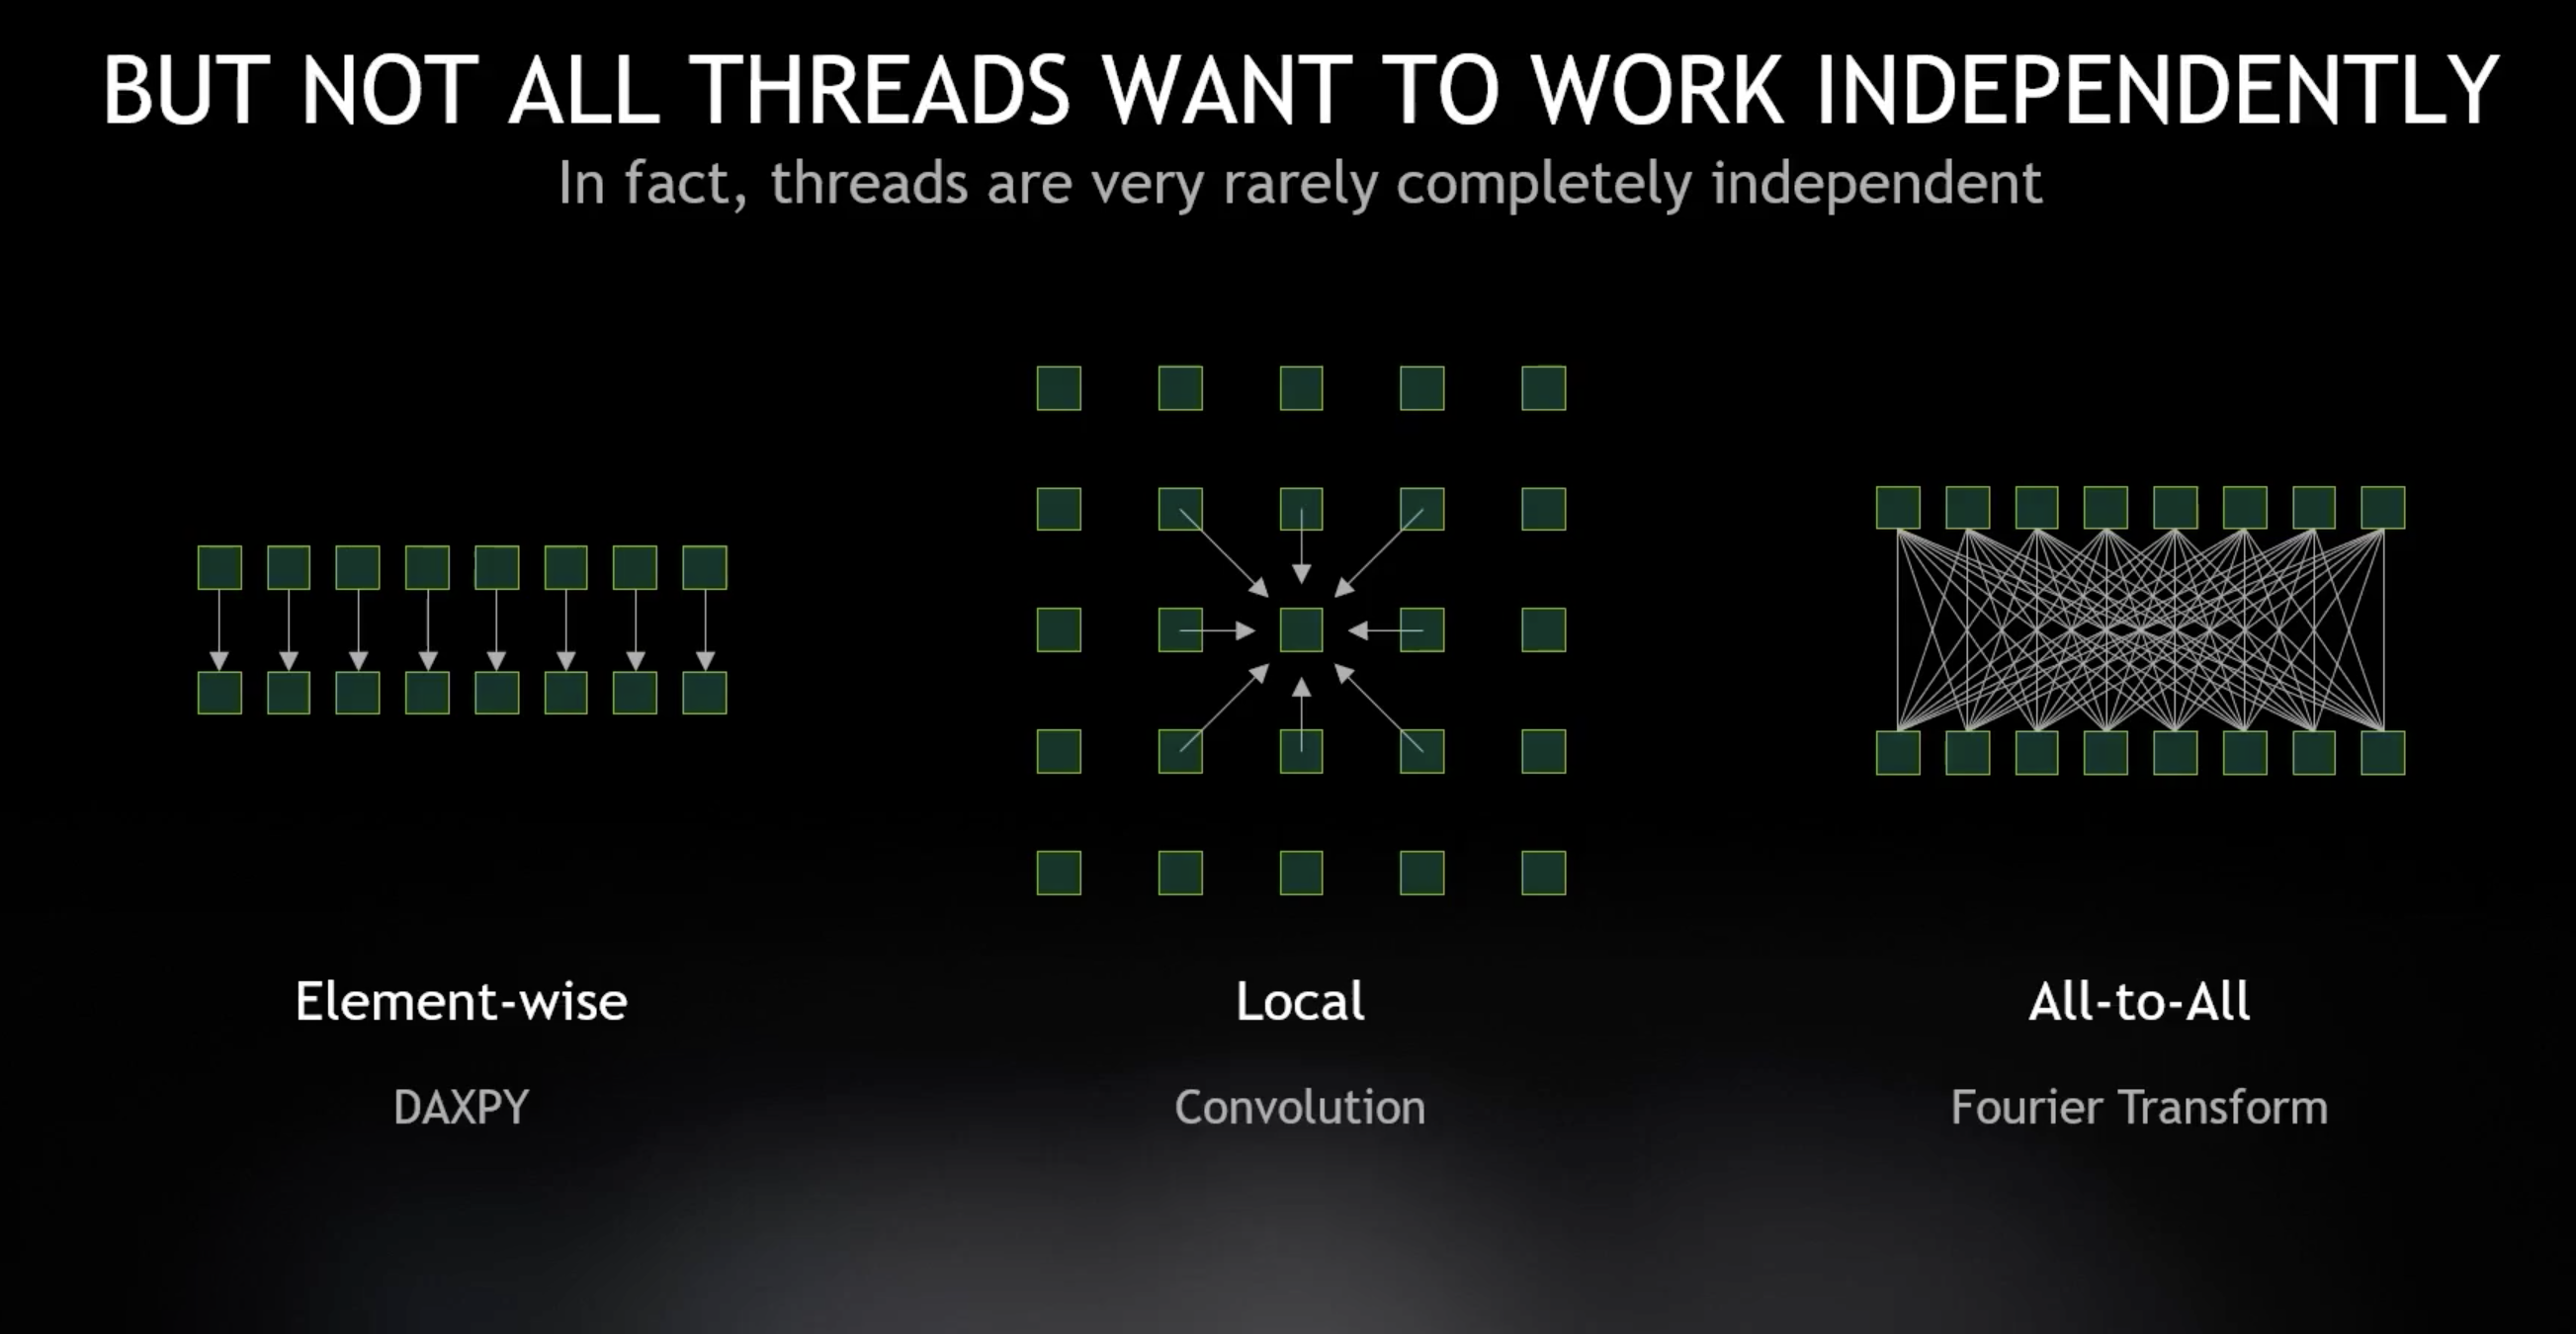 BUT NOT ALL THREADS WANT TO WORK INDEPENDENTLY
In fact, threads are very rarely completely independent
Element-wise
DAXPY
Local
Convolution
All-to-All
Fourier Transform